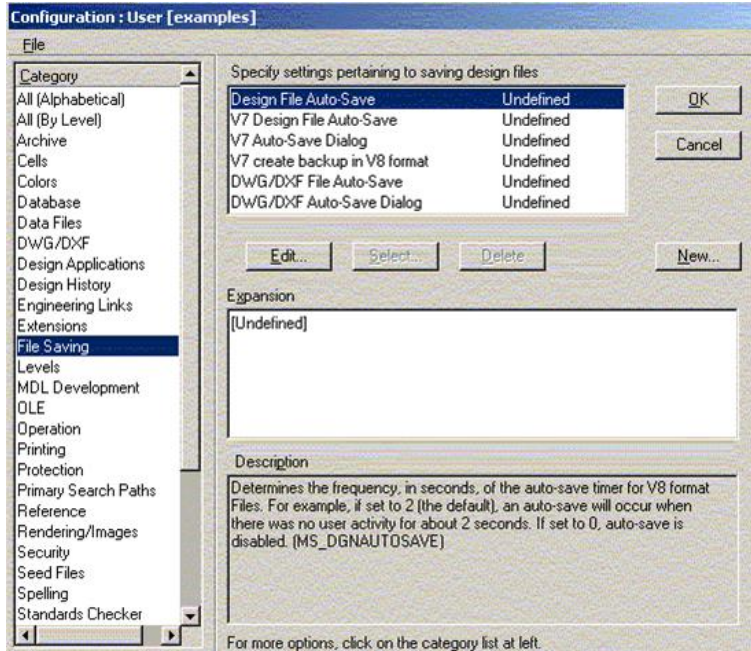 Configuration : User [examples]
File
Category
All (Alphabetical)
All (By Level)
Archive
Cells
Colors
Database
Data Files
DWG/DXF
Design Applications
Design History
Engineering Links
Extensions
File Saving
Levels
MDL Development
OLE
Operation
Printing
Protection
Primary Search Paths
Reference
Rendering/Images
Security
Seed Files
Spelling
Standards Checker
Specify settings pertaining to saving design files
Design File Auto-Save Undefined
V7 Design File Auto-Save Undefined
V7 Auto-Save Dialog Undefined
V7 create backup in V8 format Undefined
DWG/DXF File Auto-Save Undefined
DWG/DXF Auto-Save Dialog Undefined
OK
Cancel
Edit...
Select...
Delete
New...
Expansion
[Undefined]
Description
Determines the frequency, in seconds, of the auto-save timer for V8 format
Files. For example, if set to 2 (the default), an auto-save will occur when
there was no user activity for about 2 seconds. If set to 0, auto-save is
disabled. (MS_DGNAUTOSAVE)
For more options, click on the category list at left.